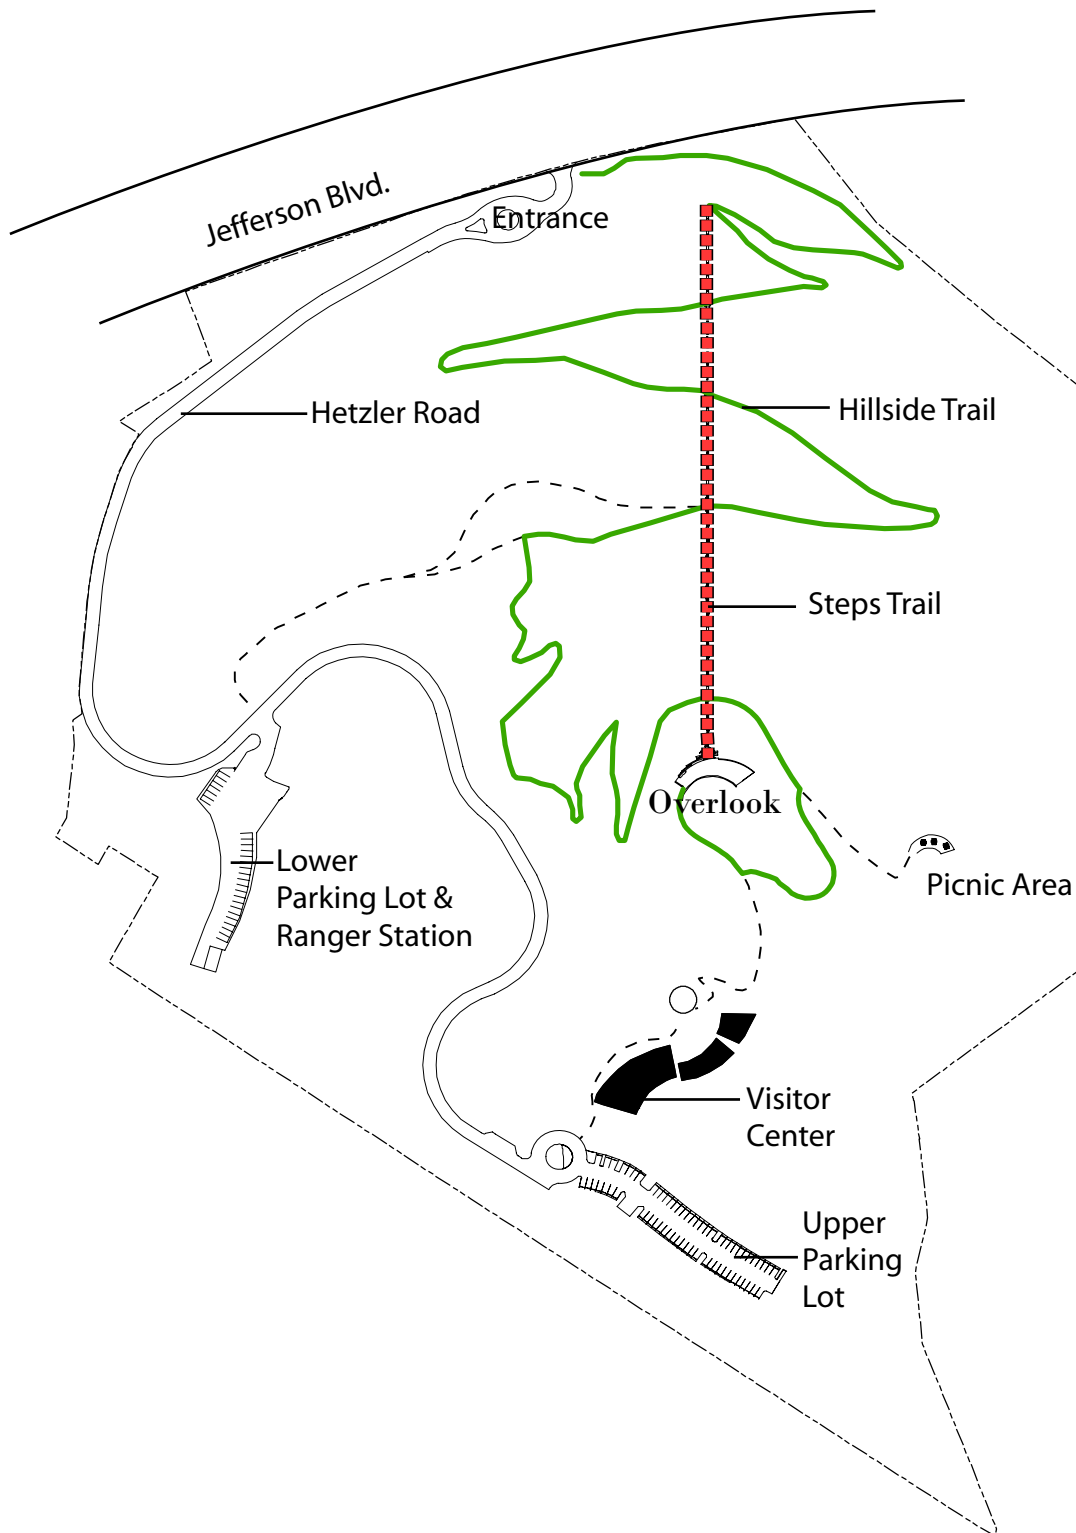 Jefferson Blvd.
Entrance
Hetzler Road
Hillside Trail
Steps Trail
Overlook
Lower
Parking Lot &
Ranger Station
Picnic Area
Visitor
Center
Upper
Parking
Lot